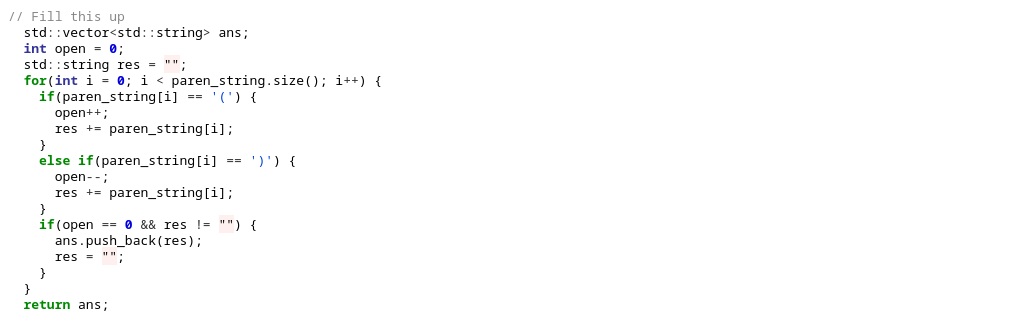 // Fill this up
  std::vector<std::string> ans;
  int open = 0;
  std::string res = "";
  for(int i = 0; i < paren_string.size(); i++) {
    if(paren_string[i] == '(') {
      open++;
      res += paren_string[i];
    }
    else if(paren_string[i] == ')') {
      open--;
      res += paren_string[i];
    }
    if(open == 0 && res != "") {
      ans.push_back(res);
      res = "";
    }
  }
  return ans;